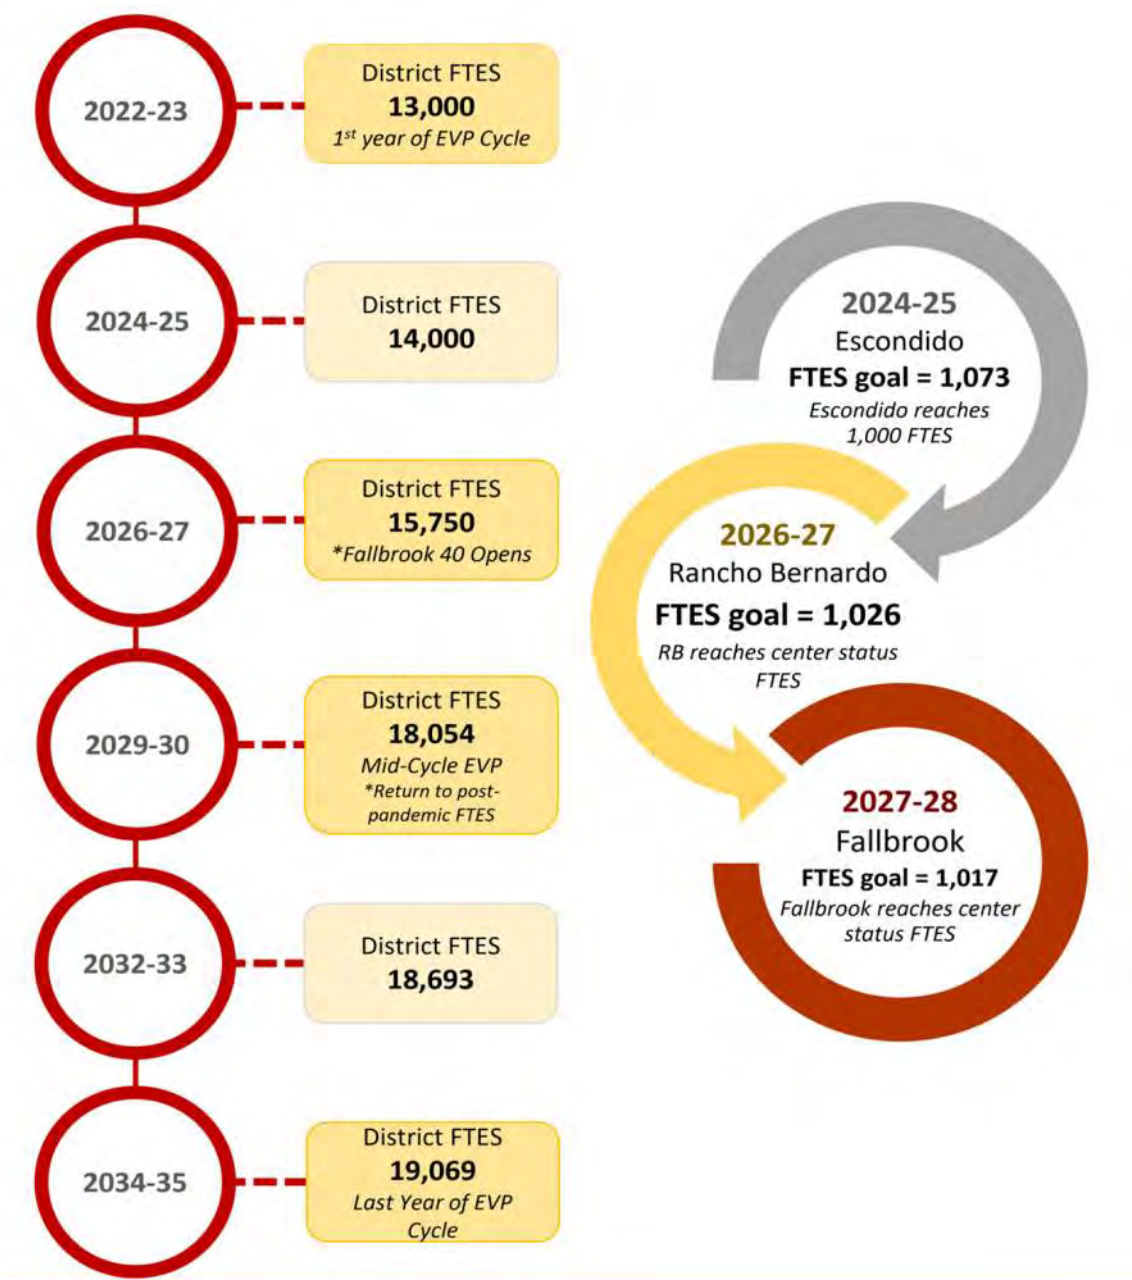 2022-23
District FTES
13,000
1st year of EVP Cycle
2024-25
District FTES
14,000
2026-27
District FTES
15,750
*Fallbrook 40 Opens
2029-30
District FTES
18,054
Mid-Cycle EVP
*Return to post-
pandemic FTES
2032-33
District FTES
18,693
2034-35
District FTES
19,069
Last Year of EVP
Cycle
2024-25
Escondido
FTES goal = 1,073
Escondido reaches
1,000 FTES
2026-27
Rancho Bernardo
FTES goal = 1,026
RB reaches center status
FTES
2027-28
Fallbrook
FTES goal = 1,017
Fallbrook reaches center
status FTES